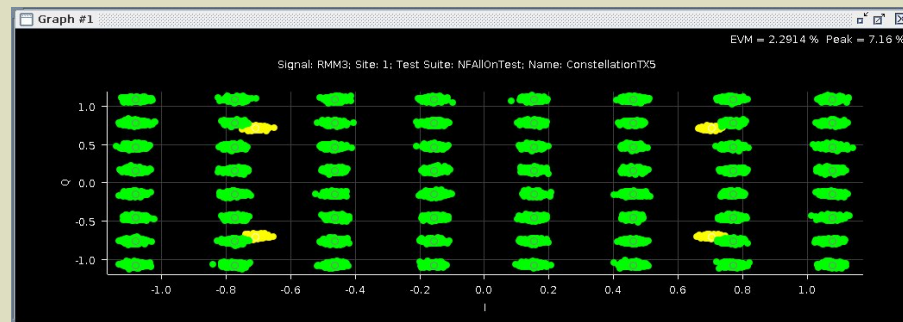 Graph #1
EVM = 2.2914 % Peak = 7.16 %
Signal: RMM3; Site: 1; Test Suite: NFAllOnTest; Name: ConstellationTX5
1.0
0.5
Q
0.0
-0.5
-1.0
-1.0 -0.8 -0.6 -0.4 -0.2 0.0 0.2 0.4 0.6 0.8 1.0
I